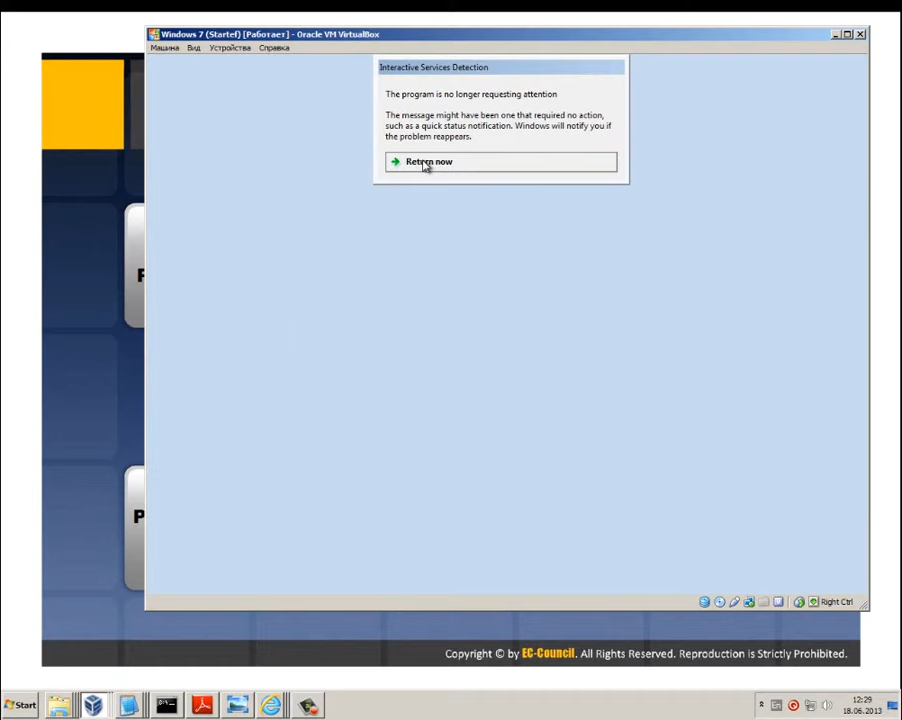 Windows 7 (Startef) [Работает] - Oracle VM VirtualBox
Машина Вид Устройства Справка
Interactive Services Detection
The program is no longer requesting attention
The message might have been one that required no action,
such as a quick status notification. Windows will notify you if
the problem reappears.
Return now
F
P
Right Ctrl
Copyright © by EC-Council. All Rights Reserved. Reproduction is Strictly Prohibited.
Start
En
12:29
18.06.2013